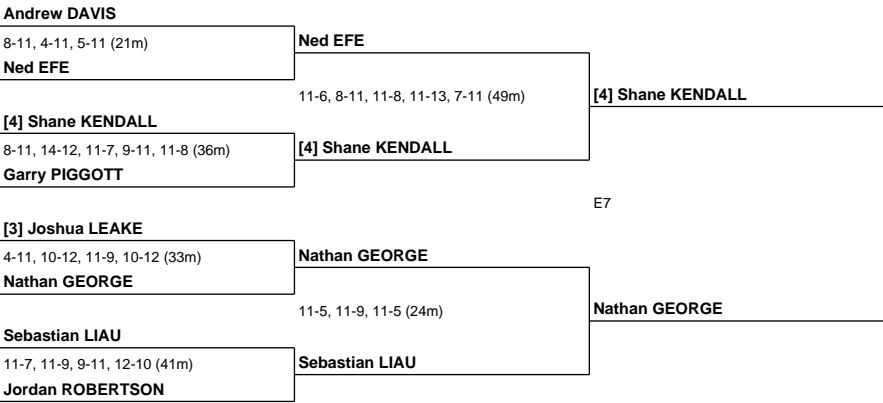 Andrew DAVIS
8-11, 4-11, 5-11 (21m)
Ned EFE
Ned EFE
11-6, 8-11, 11-8, 11-13, 7-11 (49m)
[4] Shane KENDALL
[4] Shane KENDALL
8-11, 14-12, 11-7, 9-11, 11-8 (36m)
[4] Shane KENDALL
Garry PIGGOTT
E7
[3] Joshua LEAKE
4-11, 10-12, 11-9, 10-12 (33m)
Nathan GEORGE
Nathan GEORGE
11-5, 11-9, 11-5 (24m)
Nathan GEORGE
Sebastian LIAU
11-7, 11-9, 9-11, 12-10 (41m)
Sebastian LIAU
Jordan ROBERTSON